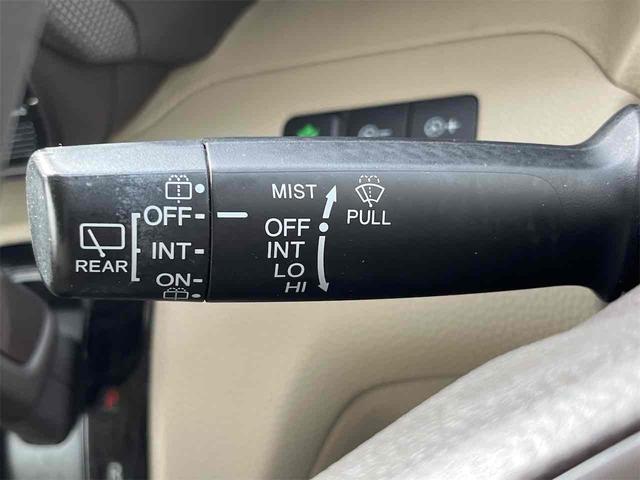 OFF
INT
ON
REAR
MIST
OFF
INT
LO
HI
PULL
R